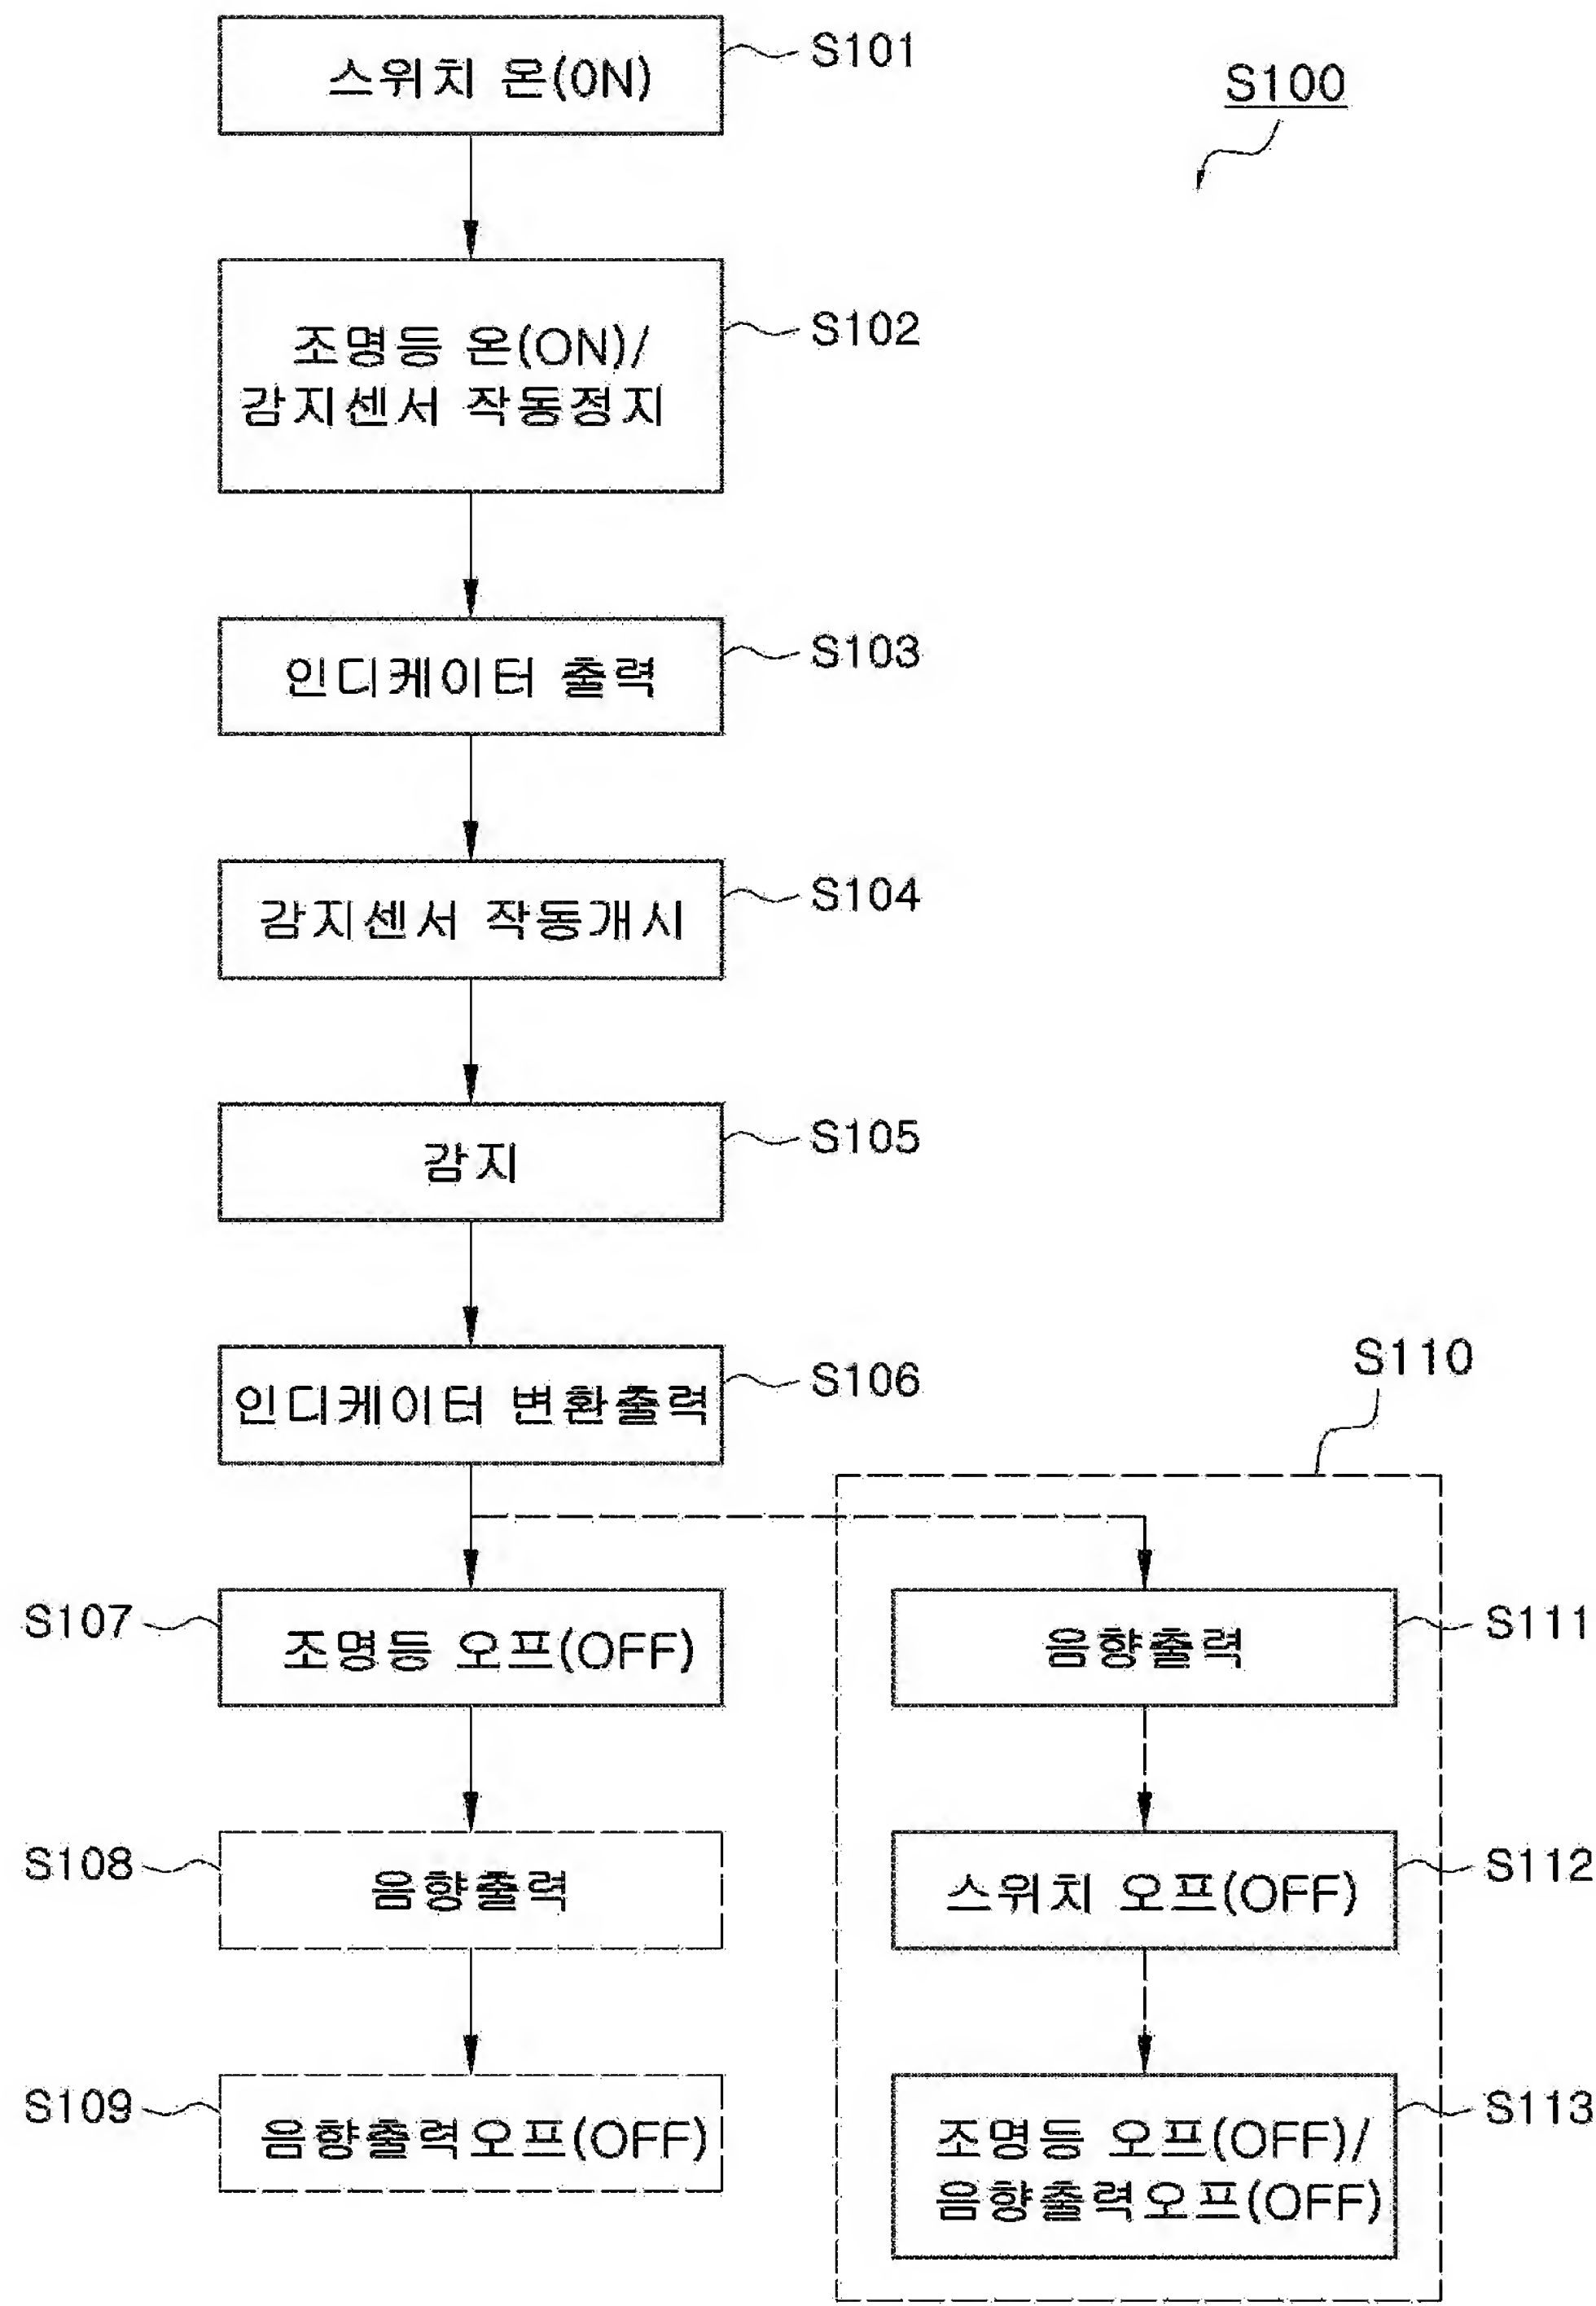 스위치 온(ON)
S101
S100
조명등 온(ON)/
감지센서 작동정지
S102
인디케이터 출력
S103
감지센서 작동개시
S104
감지
S105
인디케이터 변환출력
S106
S110
S107
조명등 오프(OFF)
음향출력
S111
S108
음향출력
스위치 오프(OFF)
S112
S109
음향출력오프(OFF)
조명등 오프(OFF)/
음향출력오프(OFF)
S113